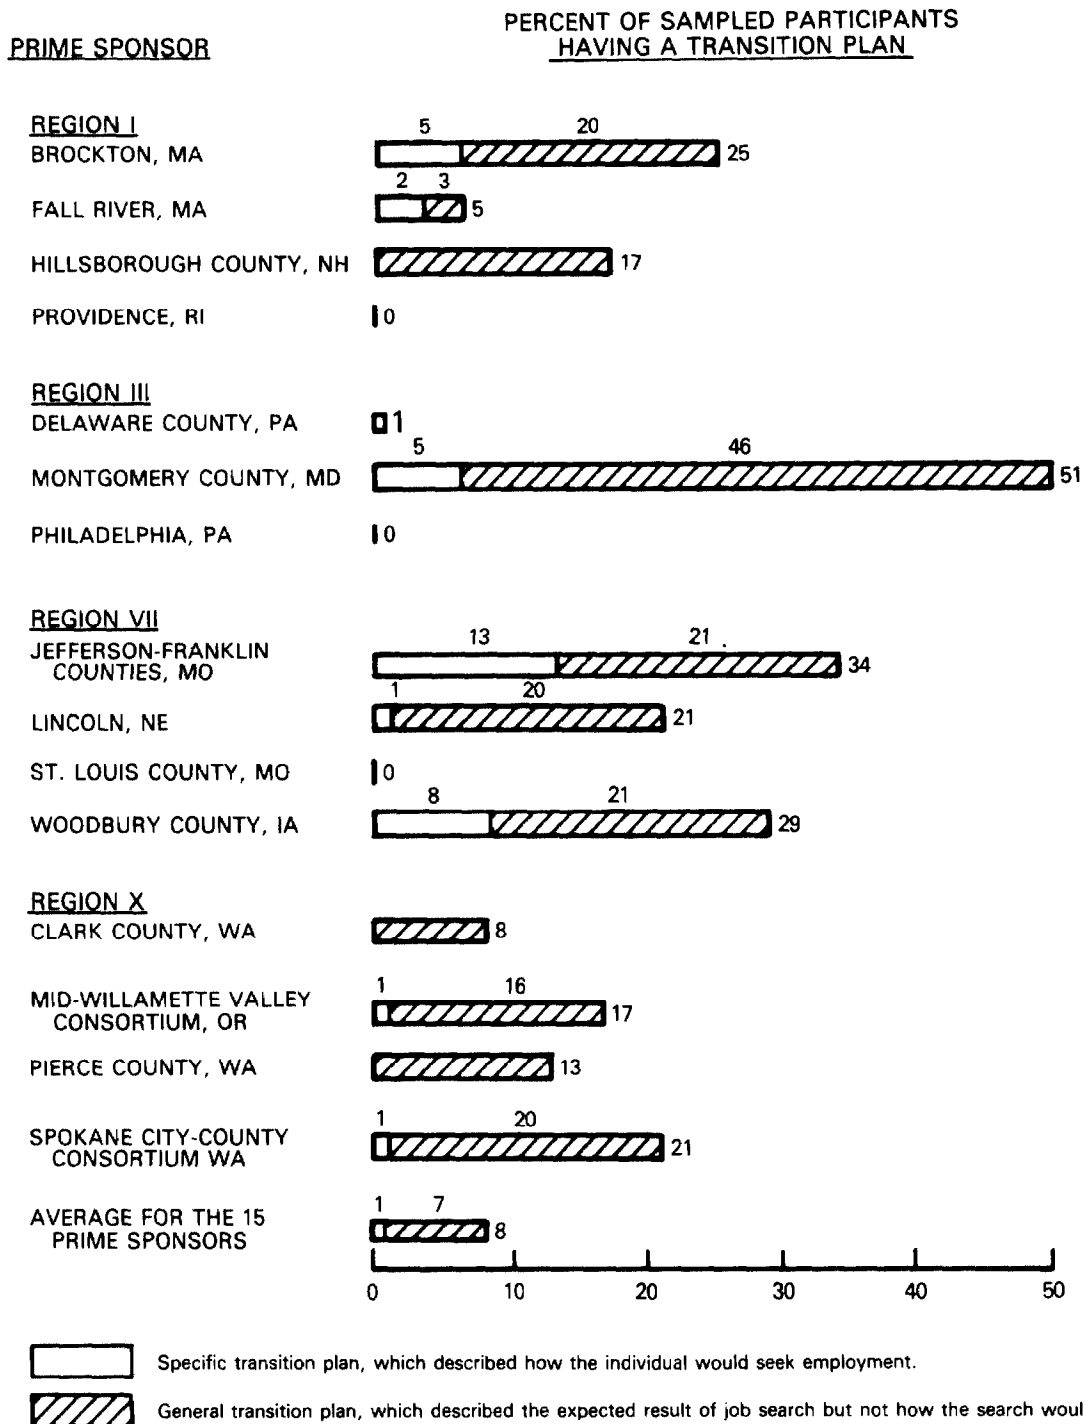 PRIME SPONSOR
PERCENT OF SAMPLED PARTICIPANTS
HAVING A TRANSITION PLAN
REGION I
5 20
BROCKTON, MA 25
2 3
FALL RIVER, MA 5
HILLSBOROUGH COUNTY, NH 17
PROVIDENCE, RI 0
REGION III
DELAWARE COUNTY, PA 1
5 46
MONTGOMERY COUNTY, MD 51
PHILADELPHIA, PA 0
REGION VII
13 21
JEFFERSON-FRANKLIN
COUNTIES, MO 34
1 20
LINCOLN, NE 21
ST. LOUIS COUNTY, MO 0
8 21
WOODBURY COUNTY, IA 29
REGION X
CLARK COUNTY, WA 8
1 16
MID-WILLAMETTE VALLEY
CONSORTIUM, OR 17
PIERCE COUNTY, WA 13
1 20
SPOKANE CITY-COUNTY
CONSORTIUM WA 21
1 7
AVERAGE FOR THE 15
PRIME SPONSORS 8
0 10 20 30 40 50
Specific transition plan, which described how the individual would seek employment.
General transition plan, which described the expected result of job search but not how the search woul